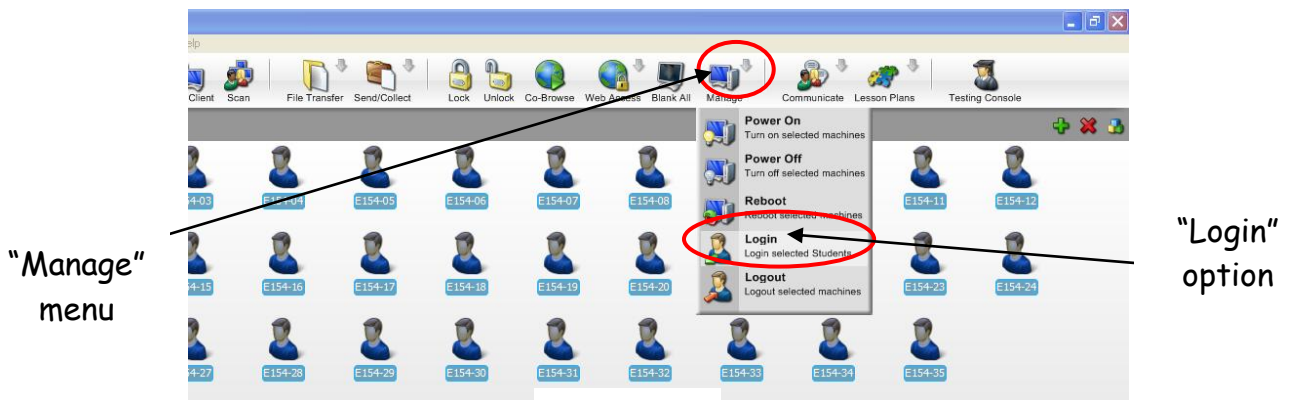 elp
Client Scan File Transfer Send/Collect Lock Unlock Co-Browse Web Access Blank All Manage Communicate Lesson Plans Testing Console
Power On
Turn on selected machines
Power Off
Turn off selected machines
Reboot
Reboot selected machines
Login
Login selected Students
Logout
Logout selected machines
54-03 E154-04 E154-05 E154-06 E154-07 E154-08 E154-11 E154-12
54-15 E154-16 E154-17 E154-18 E154-19 E154-20 E154-23 E154-24
54-27 E154-28 E154-29 E154-30 E154-31 E154-32 E154-33 E154-34 E154-35
“Manage”
menu
“Login”
option